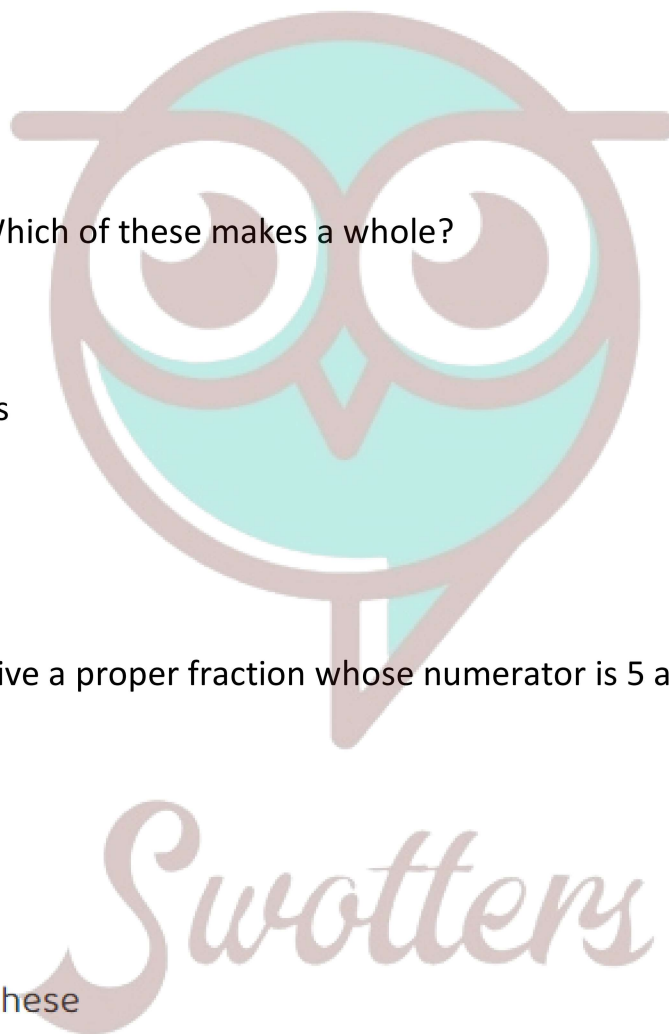 hich of these makes a whole?
s
ive a proper fraction whose numerator is 5 a
Swotters
hese